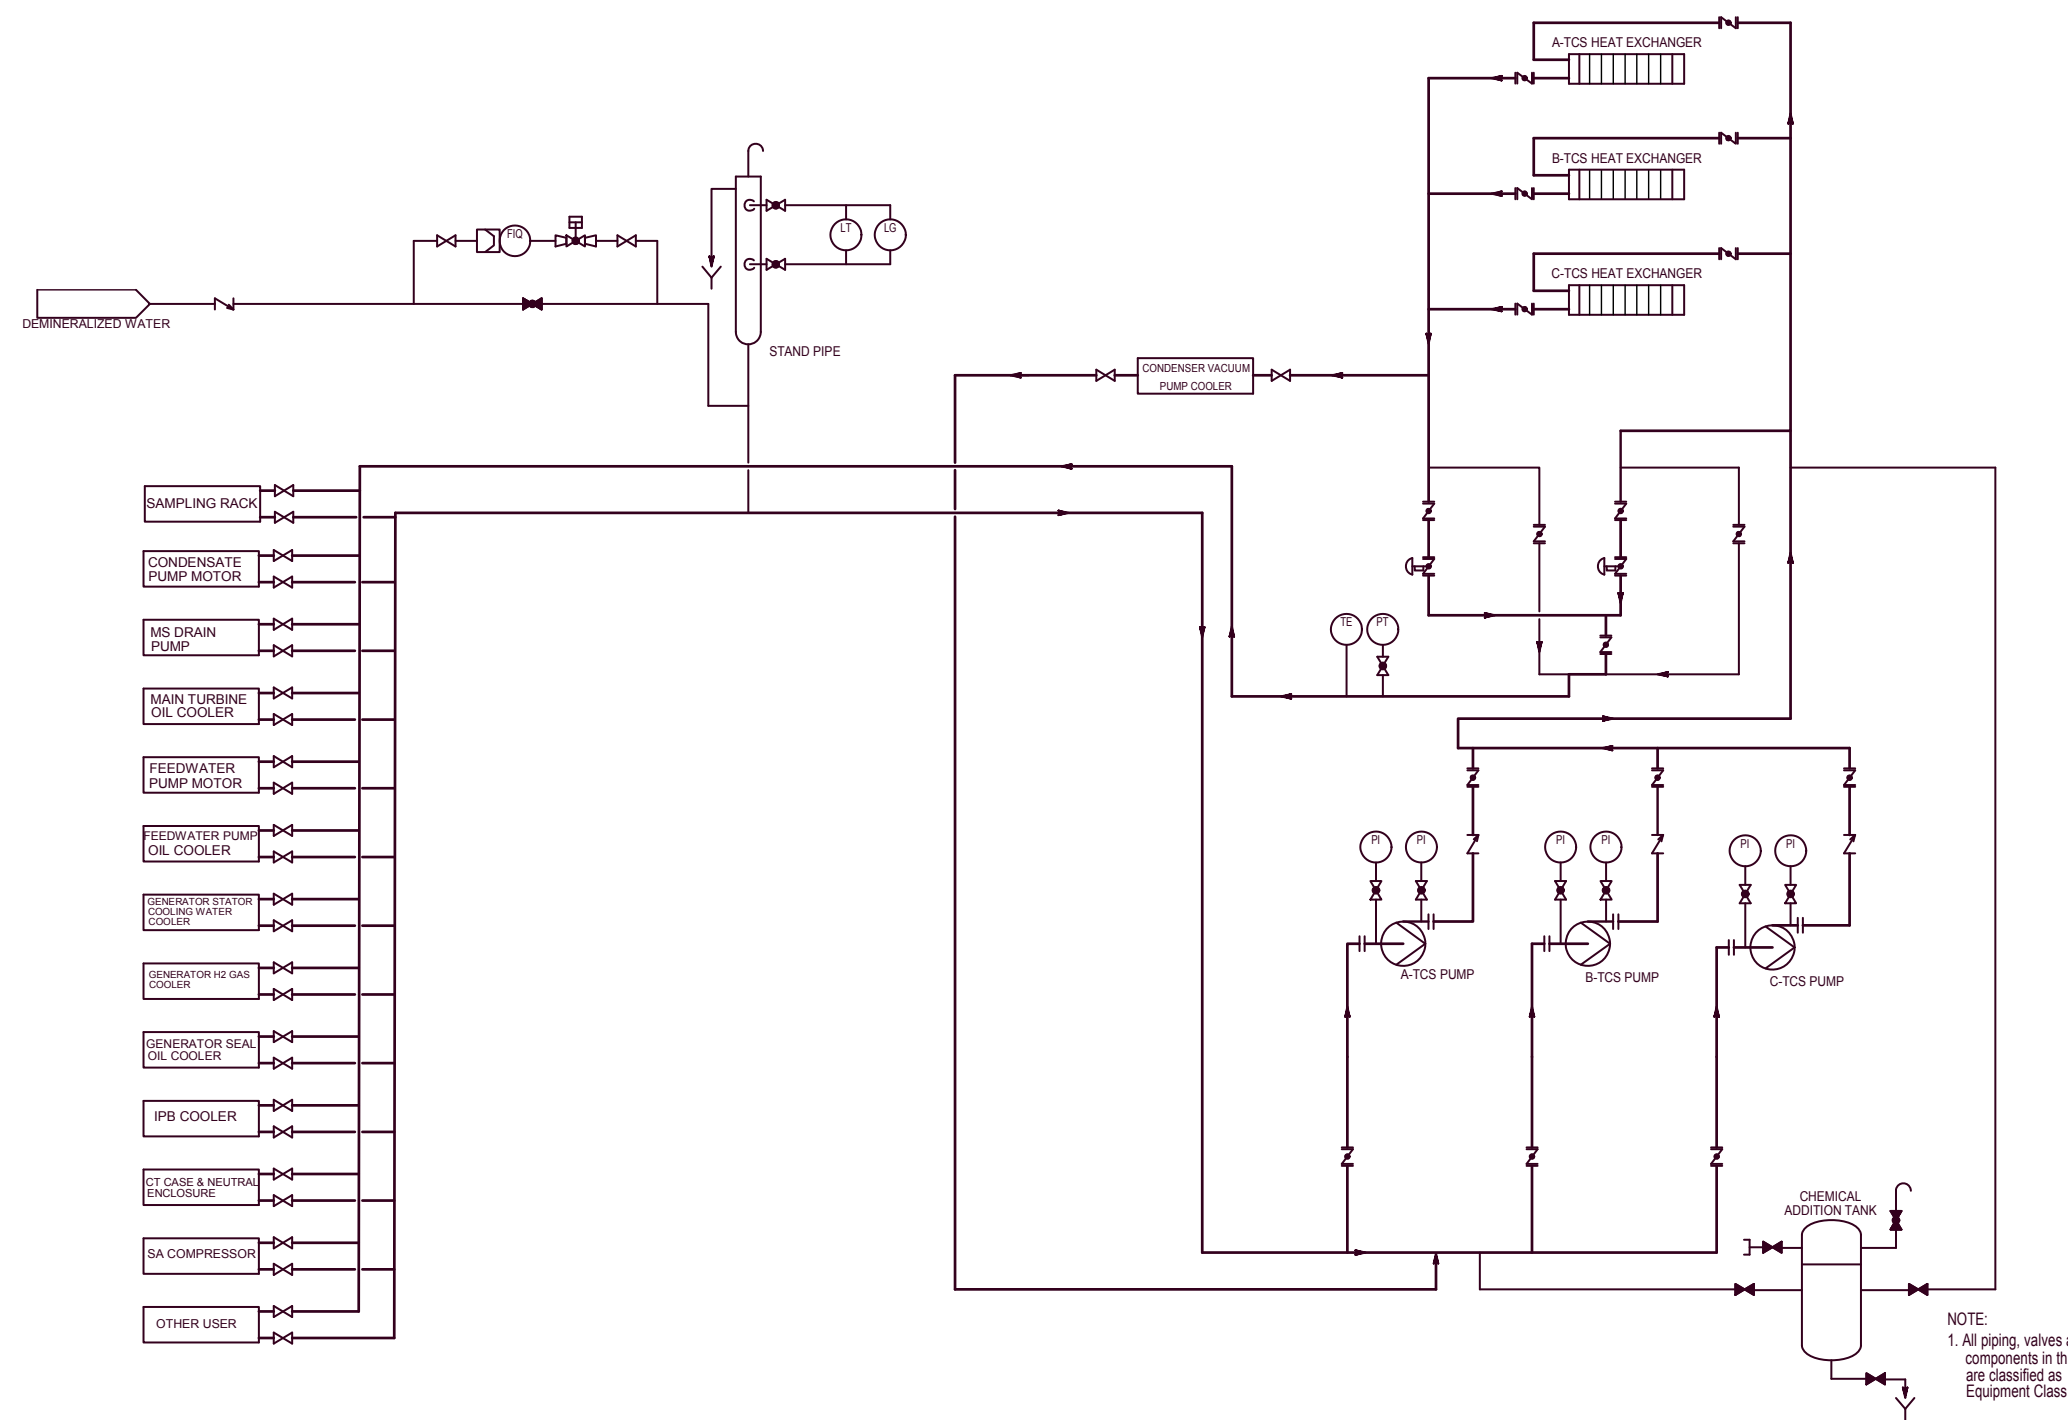 A-TCS HEAT EXCHANGER
B-TCS HEAT EXCHANGER
C-TCS HEAT EXCHANGER
FIQ
LT
LG
DEMINERALIZED WATER
STAND PIPE
CONDENSER VACUUM
PUMP COOLER
SAMPLING RACK
CONDENSATE
PUMP MOTOR
MS DRAIN
PUMP
MAIN TURBINE
OIL COOLER
FEEDWATER
PUMP MOTOR
FEEDWATER PUMP
OIL COOLER
GENERATOR STATOR
COOLING WATER
COOLER
GENERATOR H2 GAS
COOLER
GENERATOR SEAL
OIL COOLER
IPB COOLER
CT CASE & NEUTRAL
ENCLOSURE
SA COMPRESSOR
OTHER USER
TE
PT
PI
PI
PI
PI
PI
PI
A-TCS PUMP
B-TCS PUMP
C-TCS PUMP
CHEMICAL
ADDITION TANK
NOTE:
1. All piping, valves
components in
are classified as
Equipment Class